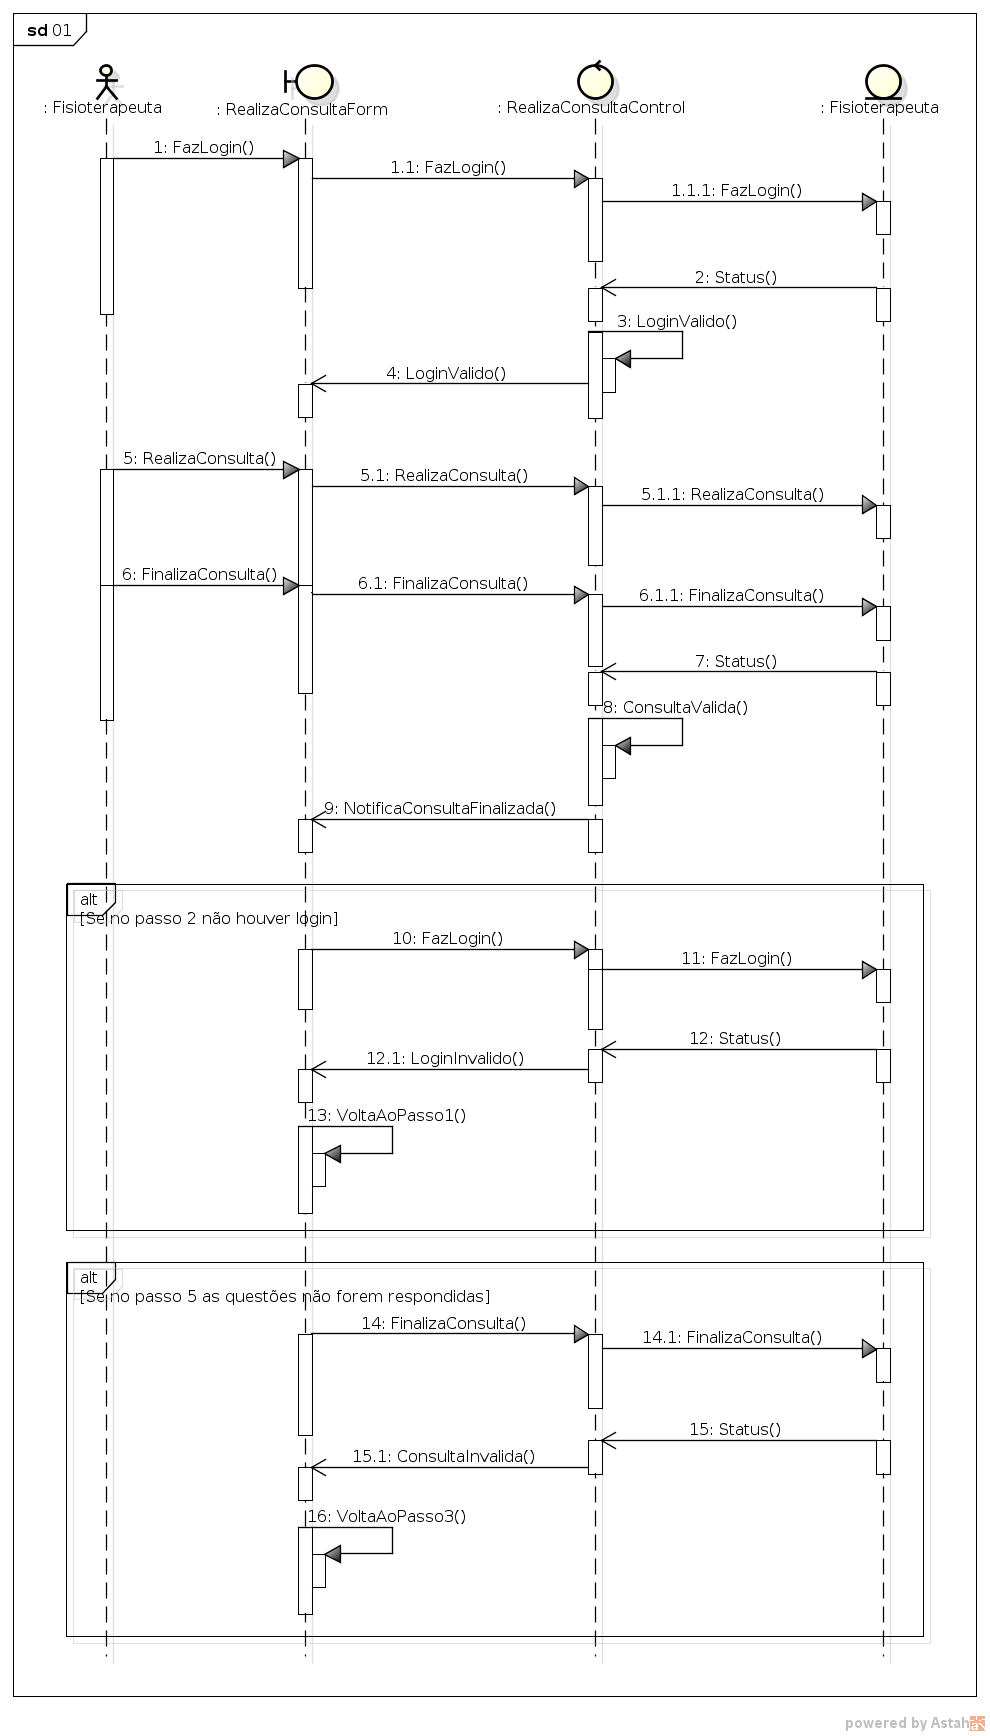 sd 01
: Fisioterapeuta
: RealizaConsultaForm
: RealizaConsultaControl
: Fisioterapeuta
1: FazLogin()
1.1: FazLogin()
1.1.1: FazLogin()
2: Status()
3: LoginValido()
4: LoginValido()
5: RealizaConsulta()
5.1: RealizaConsulta()
5.1.1: RealizaConsulta()
6: FinalizaConsulta()
6.1: FinalizaConsulta()
6.1.1: FinalizaConsulta()
7: Status()
8: ConsultaValida()
9: NotificaConsultaFinalizada()
alt
[Se no passo 2 não houver login]
10: FazLogin()
11: FazLogin()
12: Status()
12.1: LoginInvalido()
13: VoltaAoPasso1()
alt
[Se no passo 5 as questões não forem respondidas]
14: FinalizaConsulta()
14.1: FinalizaConsulta()
15: Status()
15.1: ConsultaInvalida()
16: VoltaAoPasso3()
powered by Astah